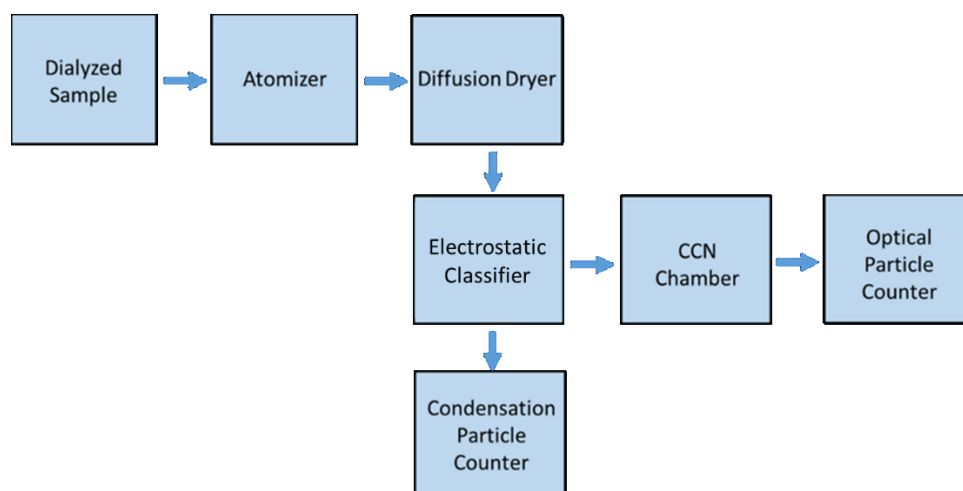 Dialyzed
Sample
Atomizer
Diffusion Dryer
Electrostatic
Classifier
CCN
Chamber
Optical
Particle
Counter
Condensation
Particle
Counter